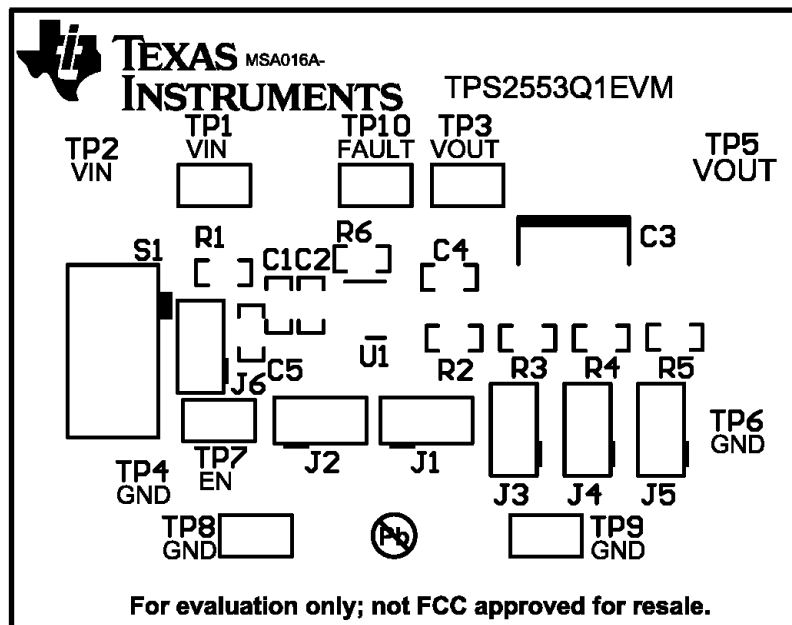 TEXAS
INSTRUMENTS
MSA016A-
TPS2553Q1EVM
TP2
VIN
TP1
VIN
TP10
FAULT
TP3
VOUT
TP5
VOUT
S1
R1
C1
C2
R6
C4
C3
J6
C5
U1
R2
R3
R4
R5
TP4
GND
TP7
EN
J2
J1
J3
J4
J5
TP6
GND
TP8
GND
Pb
TP9
GND
For evaluation only; not FCC approved for resale.